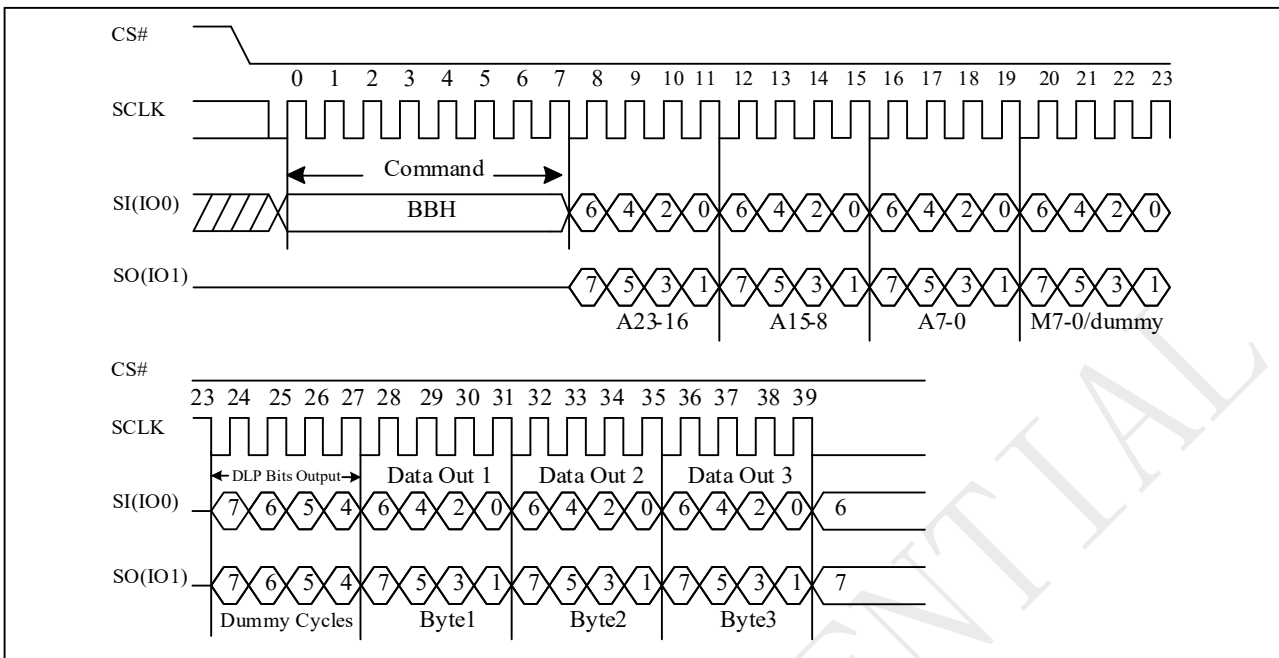 CS#
0 1 2 3 4 5 6 7 8 9 10 11 12 13 14 15 16 17 18 19 20 21 22 23
SCLK
Command
SI(IO0)
BBH
6 4 2 0 6 4 2 0 6 4 2 0 6 4 2 0
SO(IO1)
7 5 3 1 7 5 3 1 7 5 3 1 7 5 3 1
A23-16 A15-8 A7-0 M7-0/dummy
CS#
23 24 25 26 27 28 29 30 31 32 33 34 35 36 37 38 39
SCLK
DLP Bits Output Data Out 1 Data Out 2 Data Out 3
SI(IO0)
7 6 5 4 6 4 2 0 6 4 2 0 6 4 2 0 6
SO(IO1)
7 6 5 4 7 5 3 1 7 5 3 1 7 5 3 1 7
Dummy Cycles Byte1 Byte2 Byte3
ENTIAL